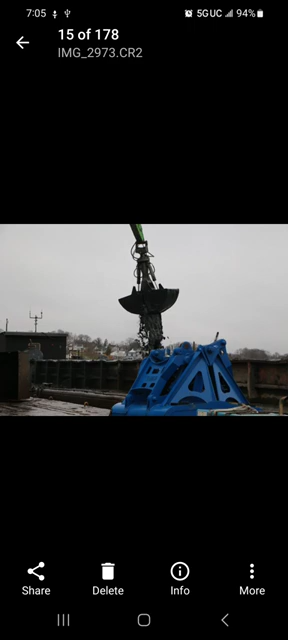 7:05
5GUC
94%
15 of 178
IMG_2973.CR2
Share
Delete
Info
More